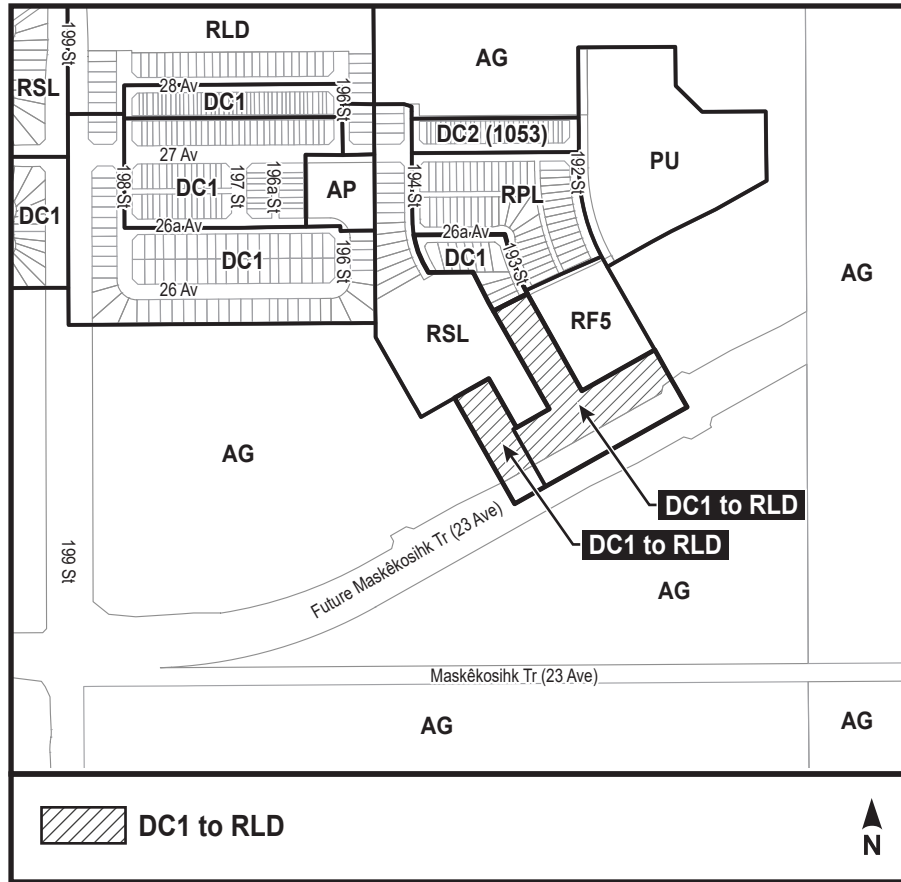 RLD
AG
199 St
RSL
28 Av
196 St
DC1
DC2 (1053)
27 Av
PU
192 St
DC1
198 St
DC1
197 St
196a St
AP
194 St
RPL
26a Av
26a Av
DC1
DC1
193 St
196 St
26 Av
AG
RSL
RF5
AG
DC1 to RLD
DC1 to RLD
199 St
Future Maskêkosihk Tr (23 Ave)
AG
Maskêkosihk Tr (23 Ave)
AG
AG
DC1 to RLD
N